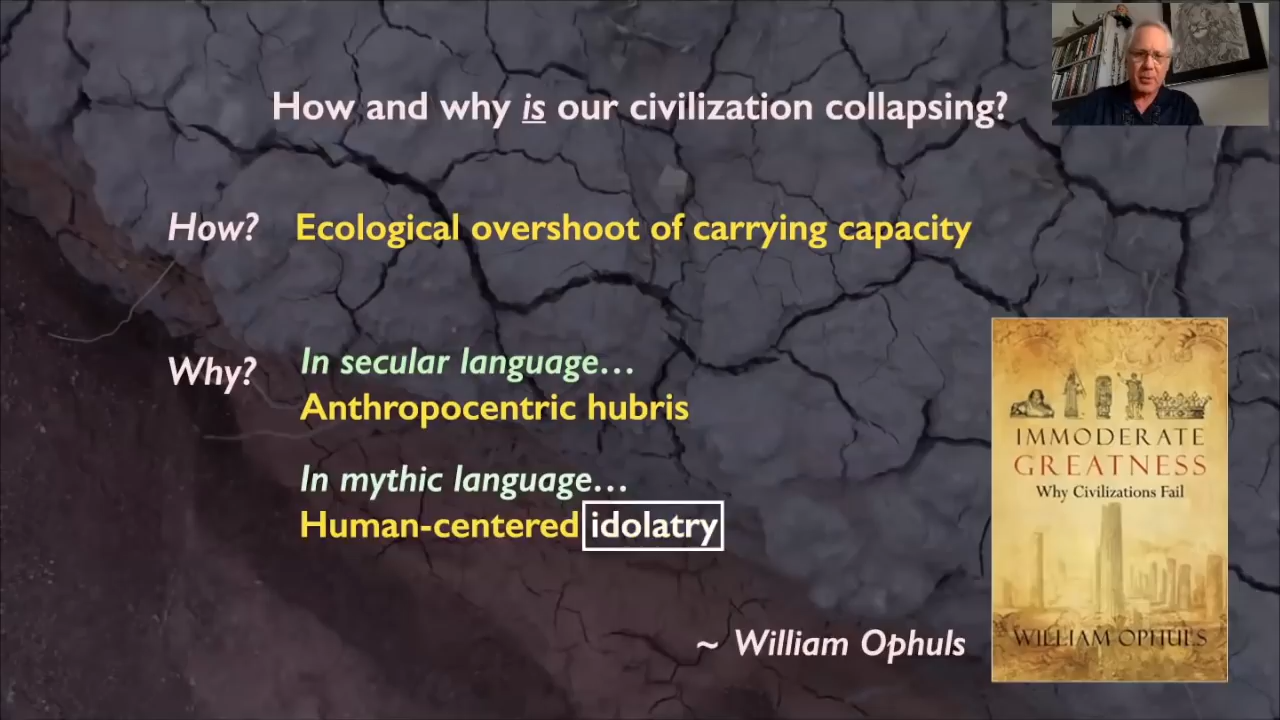 How and why is our civilization collapsing?
How? Ecological overshoot of carrying capacity
Why?
In secular language...
Anthropocentric hubris
In mythic language...
Human-centered idolatry
~ William Ophuls
IMMODERATE
GREATNESS
Why Civilizations Fail
WILLIAM OPHULS